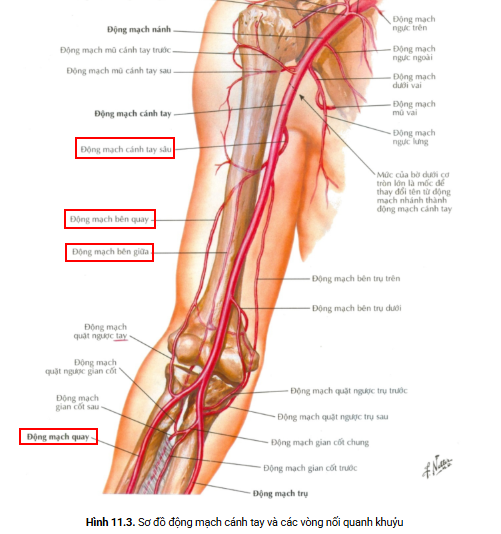 Động mạch nánh
Động mạch mũ cánh tay trước
Động mạch mũ cánh tay sau
Động mạch cánh tay
Động mạch cánh tay sâu
Động mạch bên quay
Động mạch bên giữa
Động mạch
quặt ngược tay
Động mạch
quặt ngược gian cốt
Động mạch
gian cốt sau
Động mạch quay
Động mạch
ngực trên
Động mạch
ngực ngoài
Động mạch
dưới vai
Động mạch
mũ vai
Động mạch
ngực lưng
Mức của bờ dưới cơ
tròn lớn là mốc để
thay đổi tên từ động
mạch nhánh thành
động mạch cánh tay
Động mạch bên trụ trên
Động mạch bên trụ dưới
Động mạch quặt ngược trụ trước
Động mạch quặt ngược trụ sau
Động mạch gian cốt chung
Động mạch gian cốt trước
Động mạch trụ
Hình 11.3. Sơ đồ động mạch cánh tay và các vòng nối quanh khuỷu